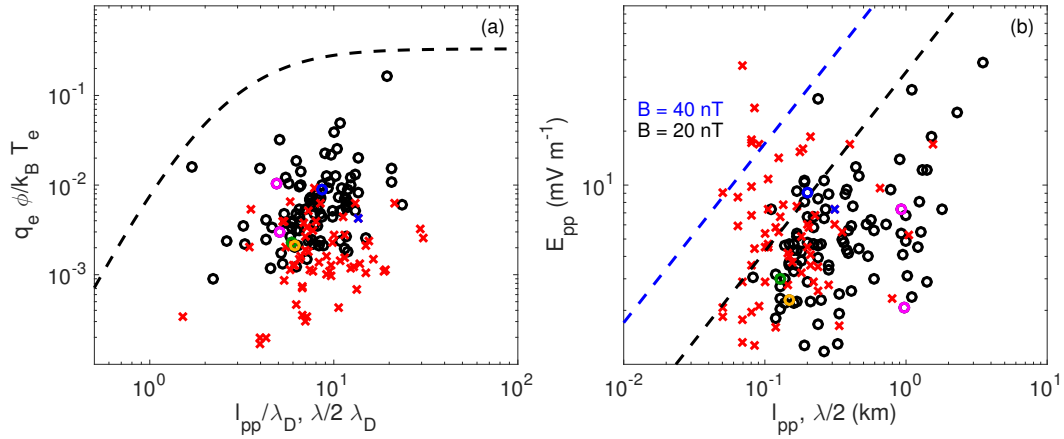 (a)
q_e ϕ/k_B T_e
10^-1
10^-2
10^-3
10^0
10^1
10^2
l_pp/λ_D, λ/2 λ_D
(b)
E_pp (mV m^-1)
B = 40 nT
B = 20 nT
10^1
10^-2
10^-1
10^0
10^1
l_pp, λ/2 (km)